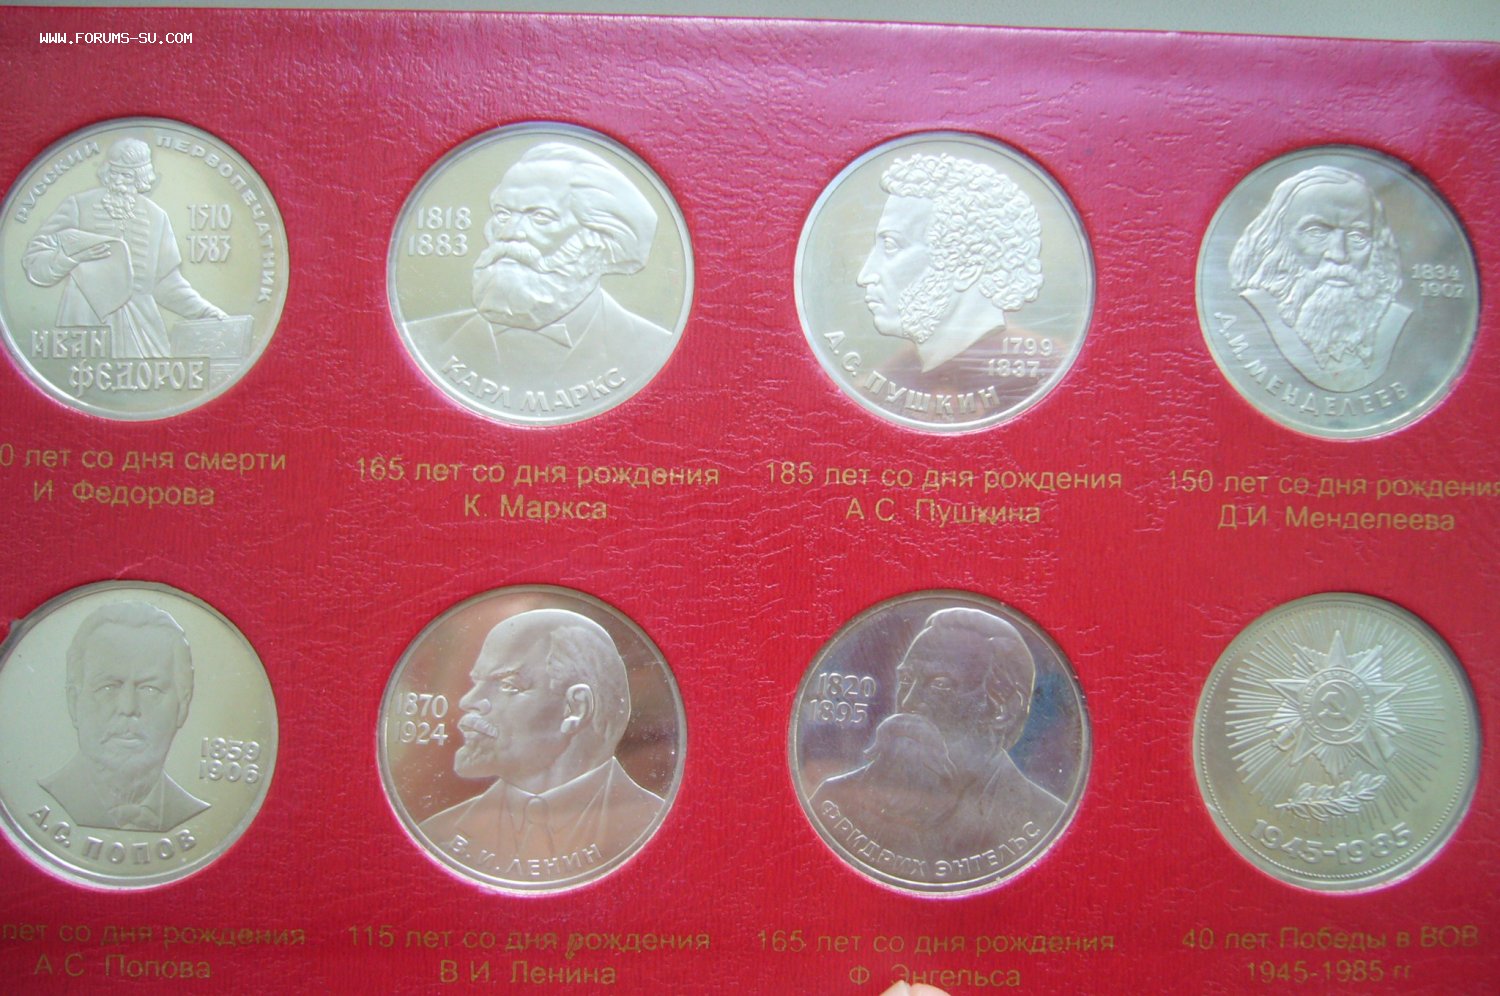 WWW.FORUMS-SU.COM
РУССКИЙ ПЕРВОПЕЧАТНИК
1510
1583
ИВАН
ФЕДОРОВ
1818
1883
КАРЛ МАРКС
1799
1837
А.С. ПУШКИН
1834
1907
Д.И. МЕНДЕЛЕЕВ
0 лет со дня смерти
И. Федорова
165 лет со дня рождения
К. Маркса
185 лет со дня рождения
А.С. Пушкина
150 лет со дня рождения
Д.И. Менделеева
1859
1906
А.С. ПОПОВ
1870
1924
В.И. ЛЕНИН
1820
1895
ФРИДРИХ ЭНГЕЛЬС
1945-1985
лет со дня рождения
А.С. Попова
115 лет со дня рождения
В.И. Ленина
165 лет со дня рождения
Ф. Энгельса
40 лет Победы в ВОВ
1945-1985 гг